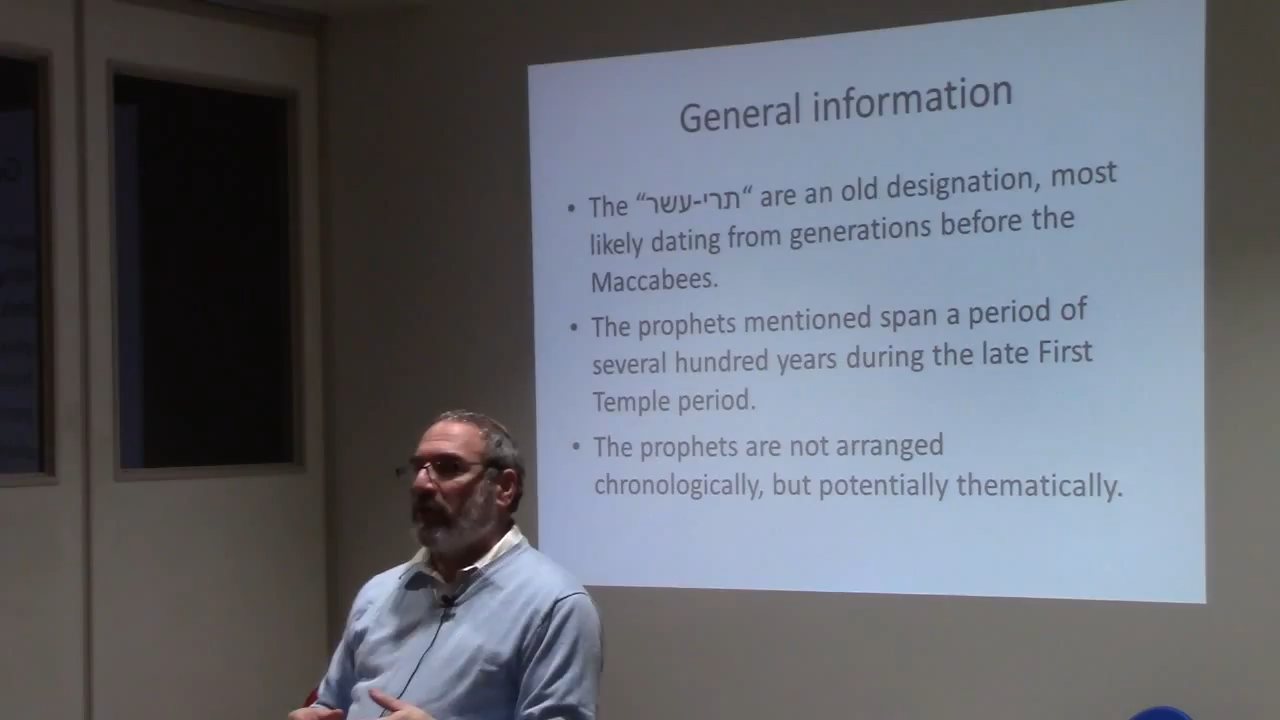 General information
• The “תרי-עשר“ are an old designation, most
likely dating from generations before the
Maccabees.
• The prophets mentioned span a period of
several hundred years during the late First
Temple period.
• The prophets are not arranged
chronologically, but potentially thematically.